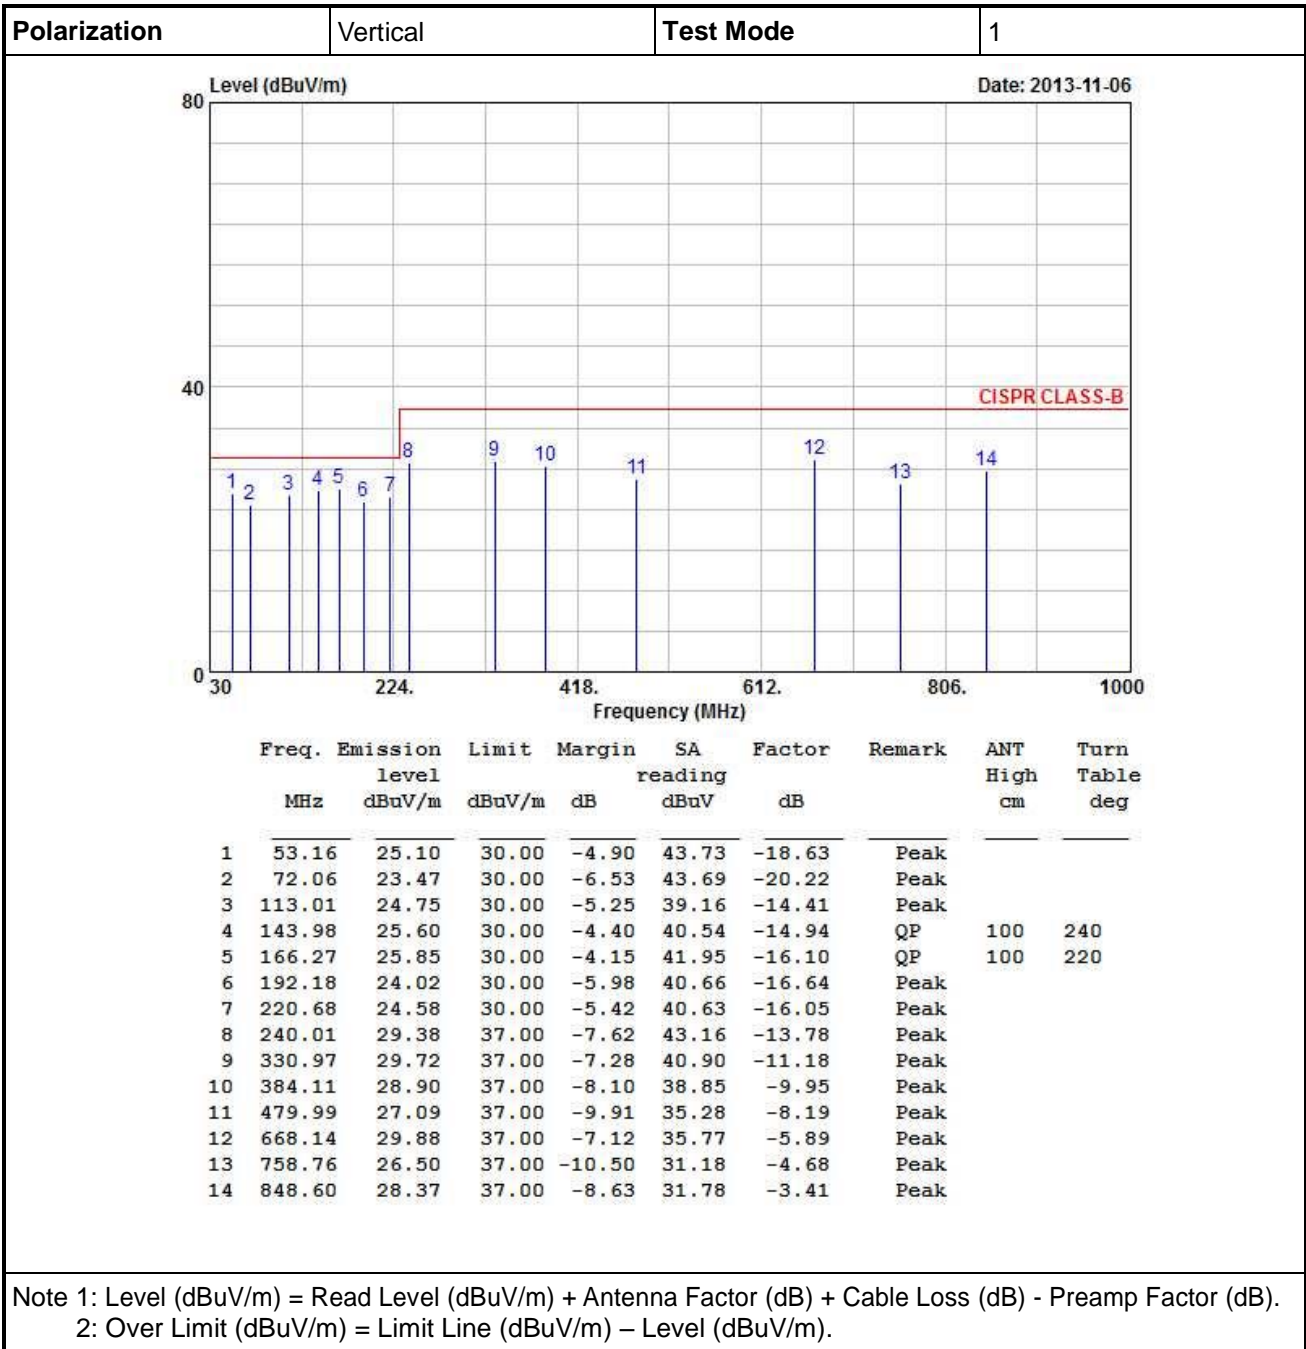 Polarization Vertical Test Mode 1
Level (dBuV/m) Date: 2013-11-06
80
40
CISPR CLASS-B
8 9 10 12
11 13 14
1 2 3 4 5 6 7
0
30 224. 418. 612. 806. 1000
Frequency (MHz)
Freq. Emission Limit Margin SA Factor Remark ANT Turn
level reading High Table
MHz dBuV/m dBuV/m dB dBuV dB cm deg
1 53.16 25.10 30.00 -4.90 43.73 -18.63 Peak
2 72.06 23.47 30.00 -6.53 43.69 -20.22 Peak
3 113.01 24.75 30.00 -5.25 39.16 -14.41 Peak
4 143.98 25.60 30.00 -4.40 40.54 -14.94 QP 100 240
5 166.27 25.85 30.00 -4.15 41.95 -16.10 QP 100 220
6 192.18 24.02 30.00 -5.98 40.66 -16.64 Peak
7 220.68 24.58 30.00 -5.42 40.63 -16.05 Peak
8 240.01 29.38 37.00 -7.62 43.16 -13.78 Peak
9 330.97 29.72 37.00 -7.28 40.90 -11.18 Peak
10 384.11 28.90 37.00 -8.10 38.85 -9.95 Peak
11 479.99 27.09 37.00 -9.91 35.28 -8.19 Peak
12 668.14 29.88 37.00 -7.12 35.77 -5.89 Peak
13 758.76 26.50 37.00 -10.50 31.18 -4.68 Peak
14 848.60 28.37 37.00 -8.63 31.78 -3.41 Peak
Note 1: Level (dBuV/m) = Read Level (dBuV/m) + Antenna Factor (dB) + Cable Loss (dB) - Preamp Factor (dB).
2: Over Limit (dBuV/m) = Limit Line (dBuV/m) – Level (dBuV/m).